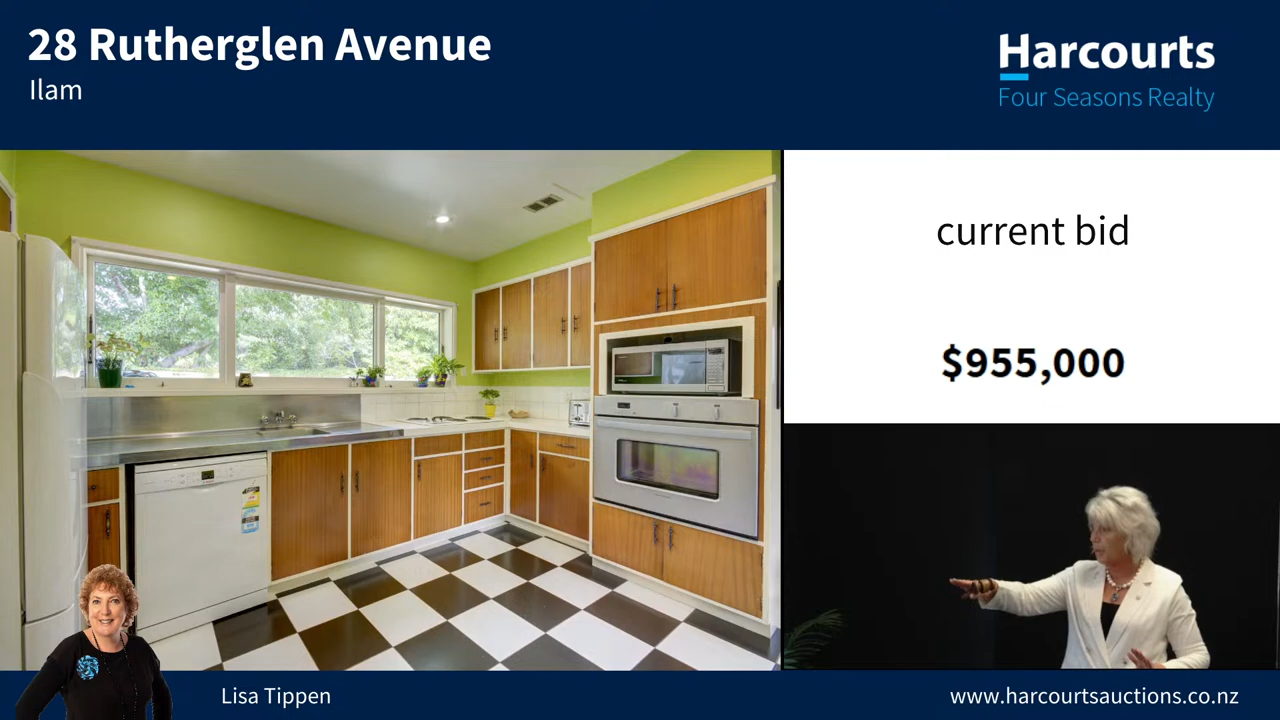 28 Rutherglen Avenue
Ilam
Harcourts
Four Seasons Realty
current bid
$955,000
Lisa Tippen
www.harcourtsauctions.co.nz